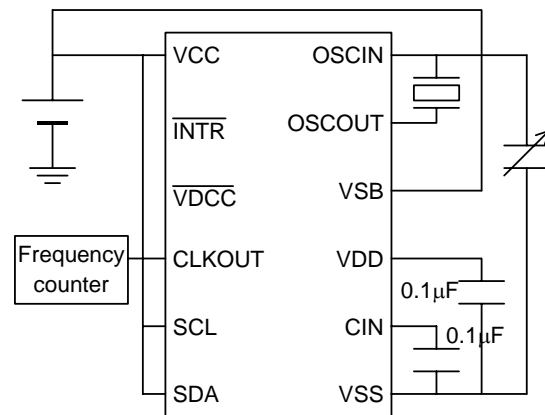 VCC OSCIN
INTR OSCOUT
VDCC VSB
Frequency
counter
CLKOUT VDD
0.1µF
SCL CIN
0.1µF
SDA VSS